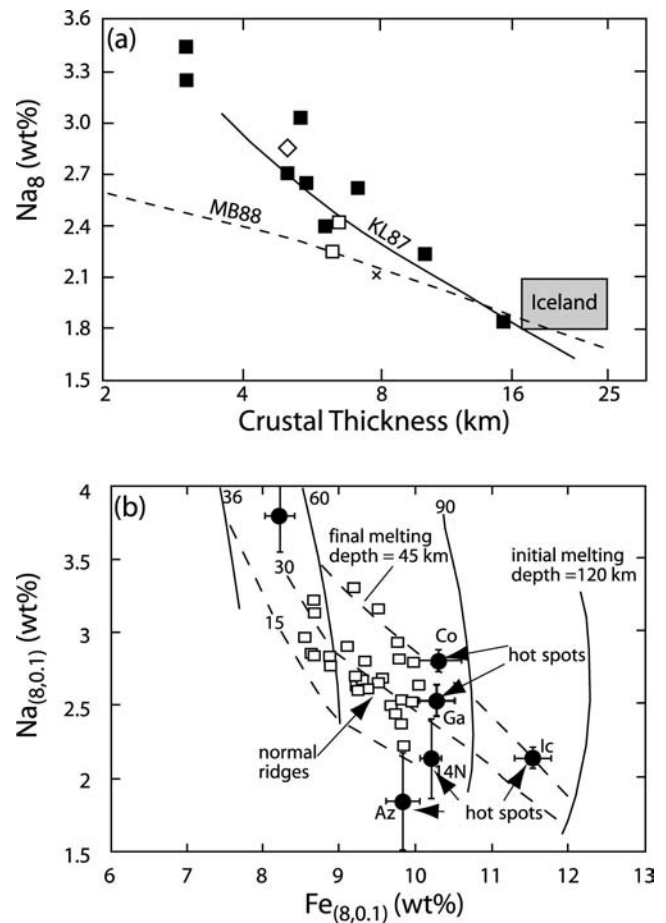 (a)
3.6
3.3
3.0
2.7
2.4
2.1
1.8
1.5
Na8 (wt%)
MB88
KL87
Iceland
2
4
8
16
25
Crustal Thickness (km)
(b)
4
3.5
3
2.5
2
1.5
Na(8,0.1) (wt%)
36
60
90
30
15
final melting
depth = 45 km
initial melting
depth =120 km
Co
hot spots
Ga
normal
ridges
14N
Ic
hot spots
Az
6
7
8
9
10
11
12
13
Fe(8,0.1) (wt%)